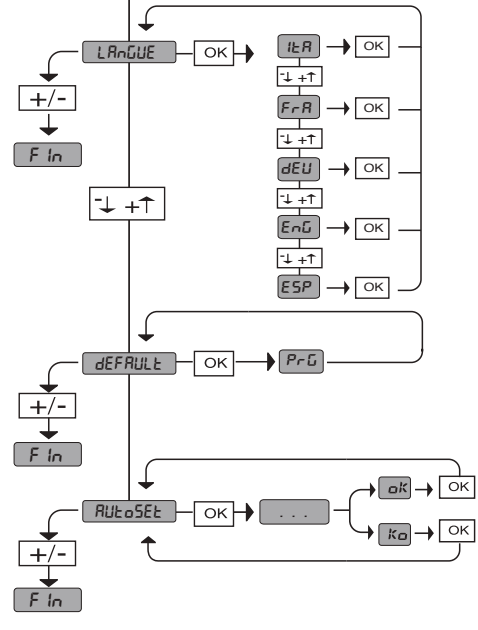 LAnGUE OK ItA OK
+/- -↓ +↑
FrA OK
-↓ +↑
F In dEU OK
-↓ +↑ -↓ +↑
EnG OK
-↓ +↑
ESP OK
dEFAULt OK PrG
+/-
F In
oK OK
AUtoSEt OK . . .
Ko OK
+/-
F In